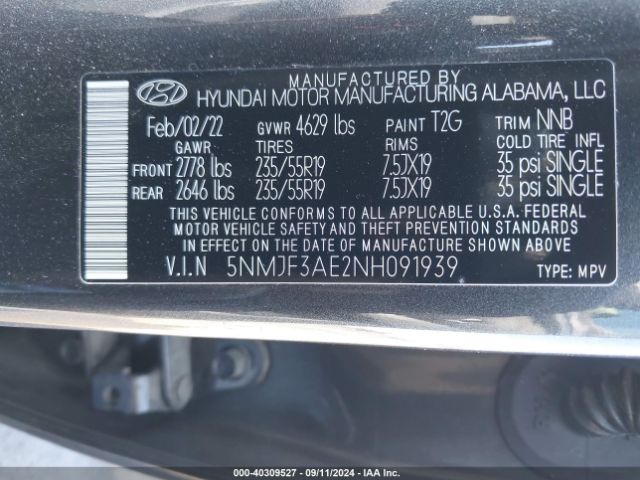 MANUFACTURED BY
HYUNDAI MOTOR MANUFACTURING ALABAMA, LLC
Feb/02/22 GVWR 4629 lbs PAINT T2G TRIM NNB
GAWR TIRES RIMS COLD TIRE INFL
FRONT 2778 lbs 235/55R19 7.5JX19 35 psi SINGLE
REAR 2646 lbs 235/55R19 7.5JX19 35 psi SINGLE
THIS VEHICLE CONFORMS TO ALL APPLICABLE U.S.A. FEDERAL
MOTOR VEHICLE SAFETY AND THEFT PREVENTION STANDARDS
IN EFFECT ON THE DATE OF MANUFACTURE SHOWN ABOVE.
V.I.N 5NMJF3AE2NH091939 TYPE: MPV
000-40309527 - 09/11/2024 - IAA Inc.